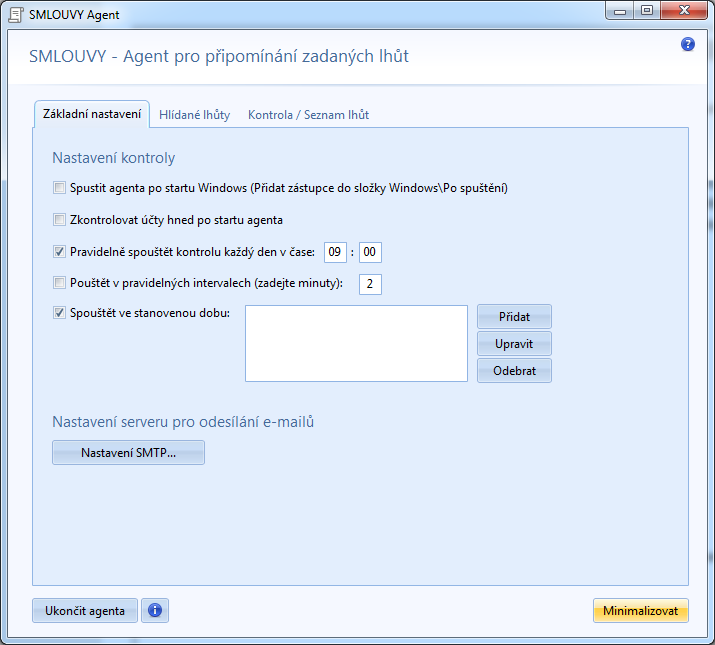 SMLOUVY Agent
SMLOUVY - Agent pro připomínání zadaných lhůt
?
Základní nastavení
Hlídané lhůty
Kontrola / Seznam lhůt
Nastavení kontroly
Spustit agenta po startu Windows (Přidat zástupce do složky Windows\Po spuštění)
Zkontrolovat účty hned po startu agenta
Pravidelně spouštět kontrolu každý den v čase: 09 : 00
Pouštět v pravidelných intervalech (zadejte minuty): 2
Spouštět ve stanovenou dobu:
Přidat
Upravit
Odebrat
Nastavení serveru pro odesílání e-mailů
Nastavení SMTP...
Ukončit agenta
i
Minimalizovat